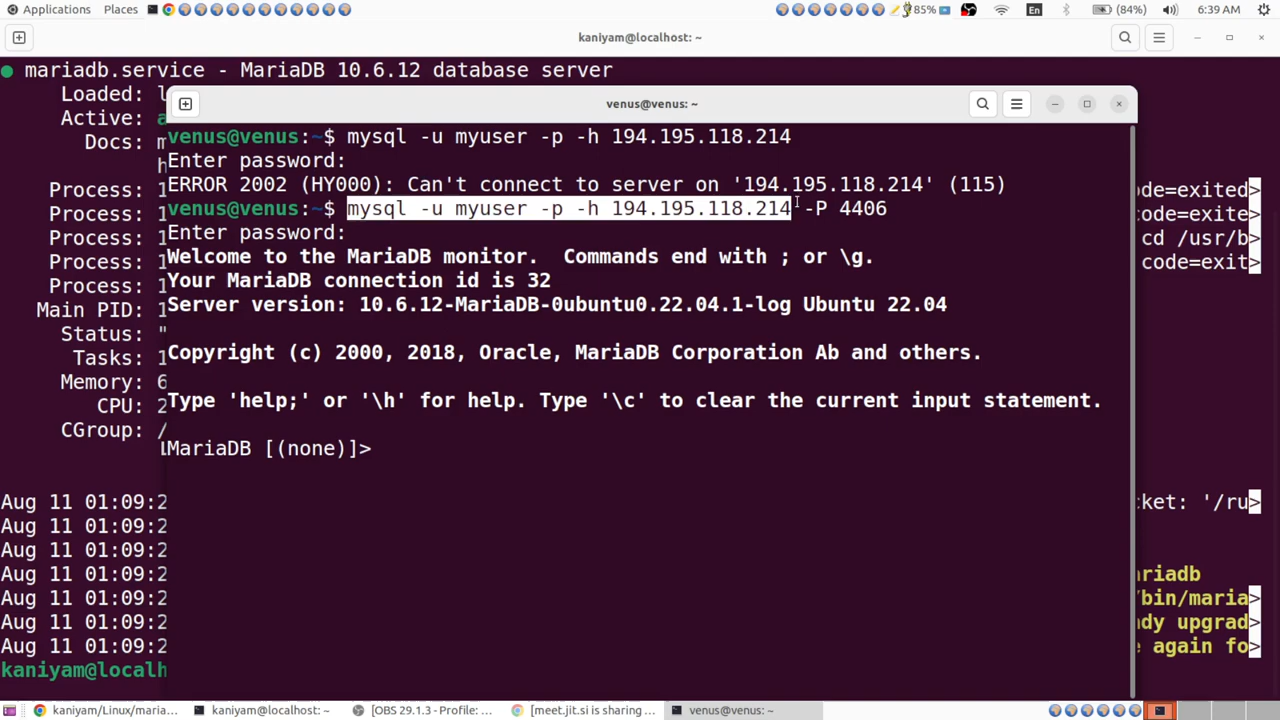 Applications Places 85% En (84%) 6:39 AM
kaniyam@localhost: ~
mariadb.service - MariaDB 10.6.12 database server
Loaded: l
Active: a
Docs: m
h
Process: 1
Process: 1
Process: 1
Process: 1
Process: 1
Main PID: 1
Status: "
Tasks: 1
Memory: 6
CPU: 2
CGroup: /
Aug 11 01:09:2
Aug 11 01:09:2
Aug 11 01:09:2
Aug 11 01:09:2
Aug 11 01:09:2
Aug 11 01:09:2
Aug 11 01:09:2
kaniyam@localh
venus@venus: ~
venus@venus:~$ mysql -u myuser -p -h 194.195.118.214
Enter password:
ERROR 2002 (HY000): Can't connect to server on '194.195.118.214' (115)
venus@venus:~$ mysql -u myuser -p -h 194.195.118.214 -P 4406
Enter password:
Welcome to the MariaDB monitor.  Commands end with ; or \g.
Your MariaDB connection id is 32
Server version: 10.6.12-MariaDB-0ubuntu0.22.04.1-log Ubuntu 22.04
Copyright (c) 2000, 2018, Oracle, MariaDB Corporation Ab and others.
Type 'help;' or '\h' for help. Type '\c' to clear the current input statement.
MariaDB [(none)]>
ode=exited>
code=exite>
cd /usr/b>
code=exit>
cket: '/ru>
ariadb
/bin/maria>
ady upgrad>
e again fo>
kaniyam/Linux/maria... kaniyam@localhost: ~ [OBS 29.1.3 - Profile: ... [meet.jit.si is sharing ... venus@venus: ~